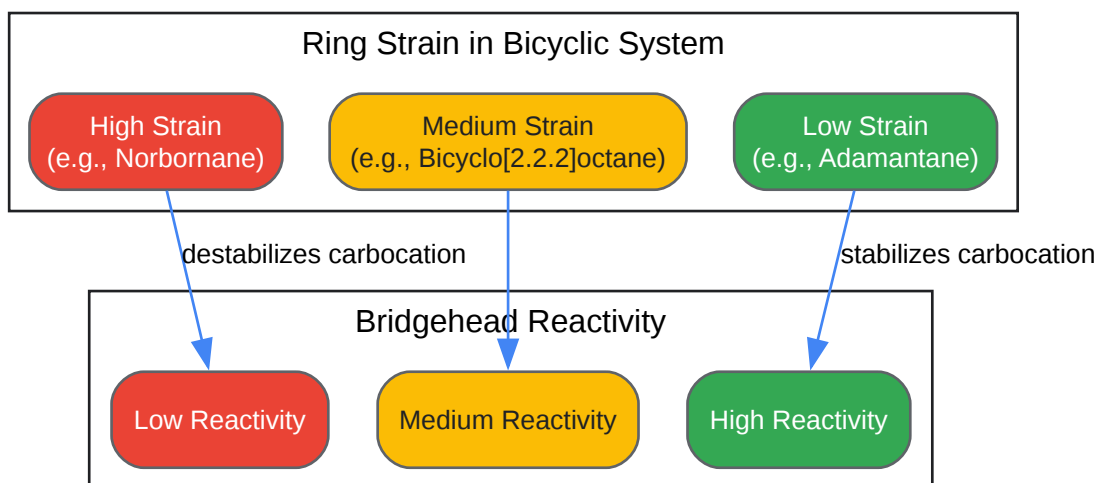 Ring Strain in Bicyclic System
High Strain
(e.g., Norbornane)
Medium Strain
(e.g., Bicyclo[2.2.2]octane)
Low Strain
(e.g., Adamantane)
destabilizes carbocation
stabilizes carbocation
Bridgehead Reactivity
Low Reactivity
Medium Reactivity
High Reactivity